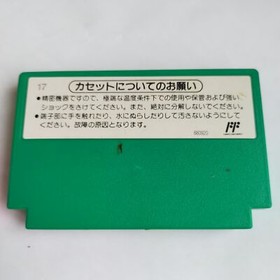 17
カセットについてのお願い
●精密機器ですので、極端な温度条件下での使用や保管および強い
ショックをさけてください。また、絶対に分解しないでください。
●端子部に手を触れたり、水にぬらしたりして汚さないようにして
ください。故障の原因となります。